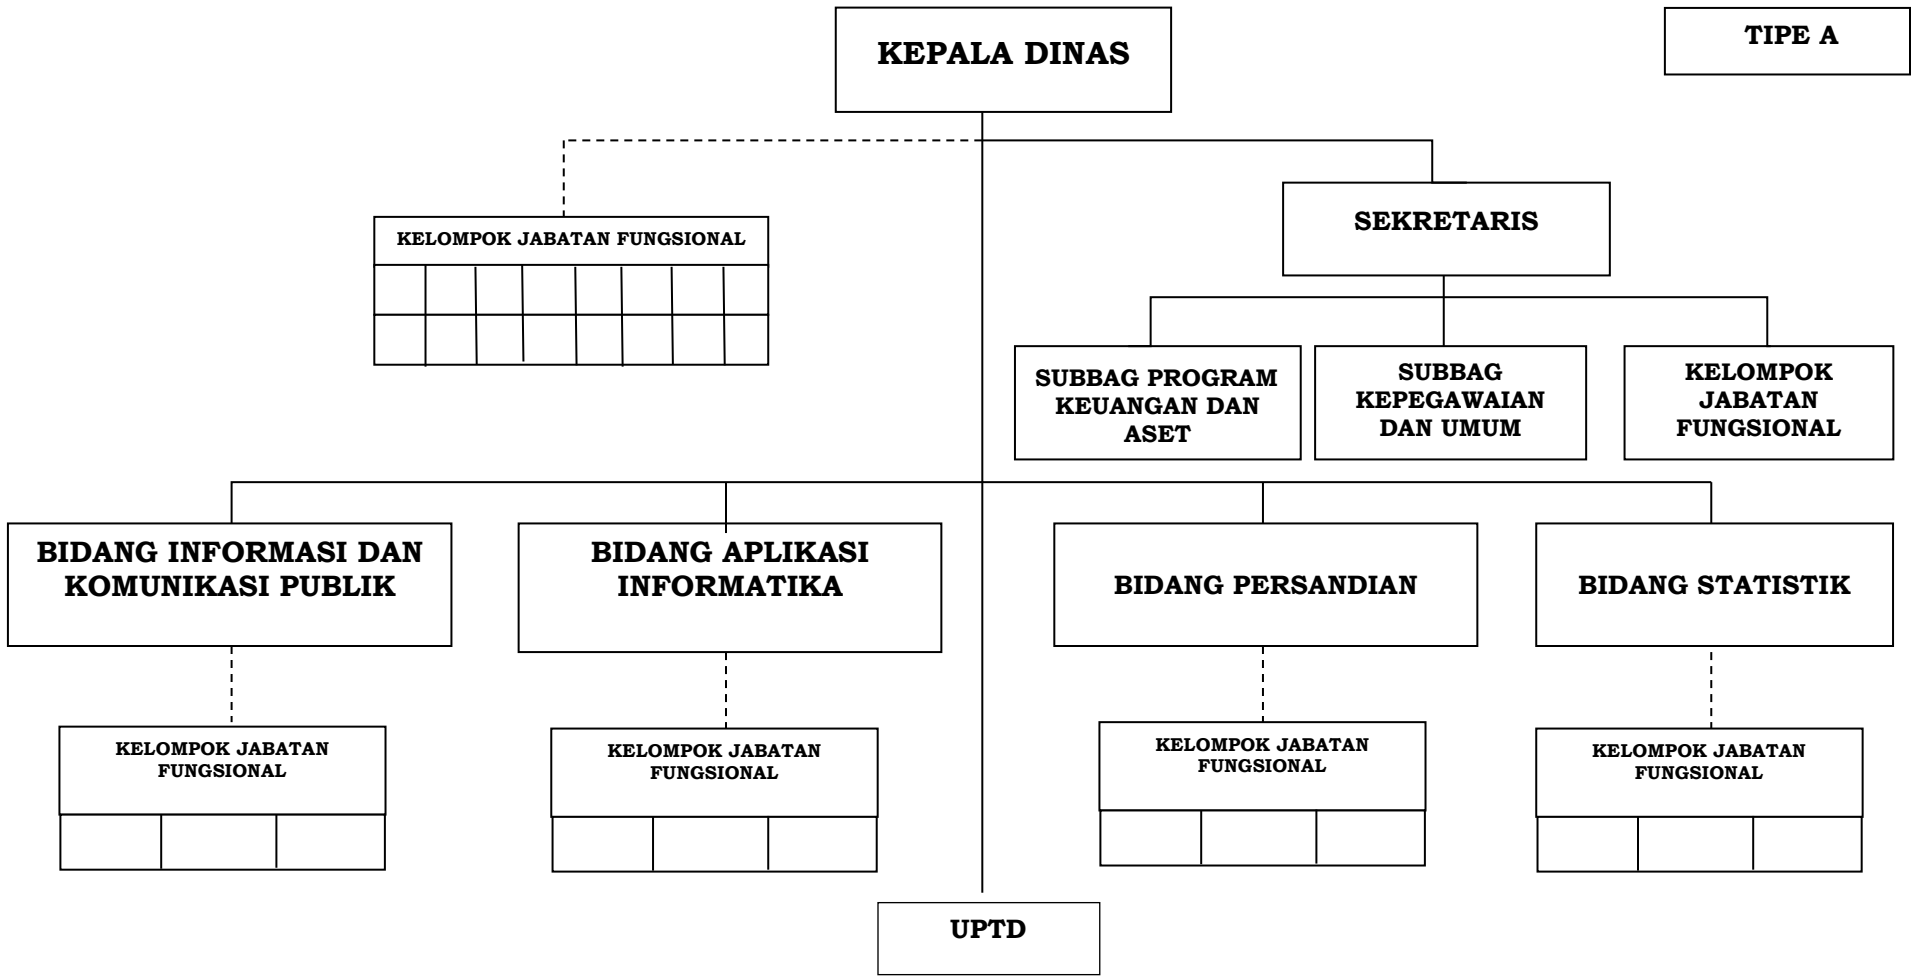 KEPALA DINAS
TIPE A
KELOMPOK JABATAN FUNGSIONAL
SEKRETARIS
SUBBAG PROGRAM
KEUANGAN DAN
ASET
SUBBAG
KEPEGAWAIAN
DAN UMUM
KELOMPOK
JABATAN
FUNGSIONAL
BIDANG INFORMASI DAN
KOMUNIKASI PUBLIK
BIDANG APLIKASI
INFORMATIKA
BIDANG PERSANDIAN
BIDANG STATISTIK
KELOMPOK JABATAN
FUNGSIONAL
KELOMPOK JABATAN
FUNGSIONAL
KELOMPOK JABATAN
FUNGSIONAL
KELOMPOK JABATAN
FUNGSIONAL
UPTD